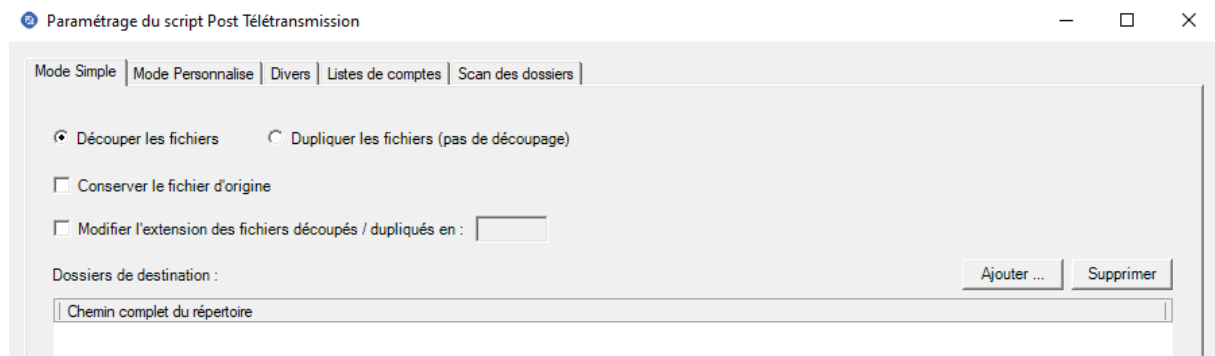 Paramétrage du script Post Télétransmission
Mode Simple Mode Personnalise Divers Listes de comptes Scan des dossiers
Découper les fichiers Dupliquer les fichiers (pas de découpage)
Conserver le fichier d'origine
Modifier l'extension des fichiers découpés / dupliqués en :
Dossiers de destination : Ajouter ... Supprimer
Chemin complet du répertoire